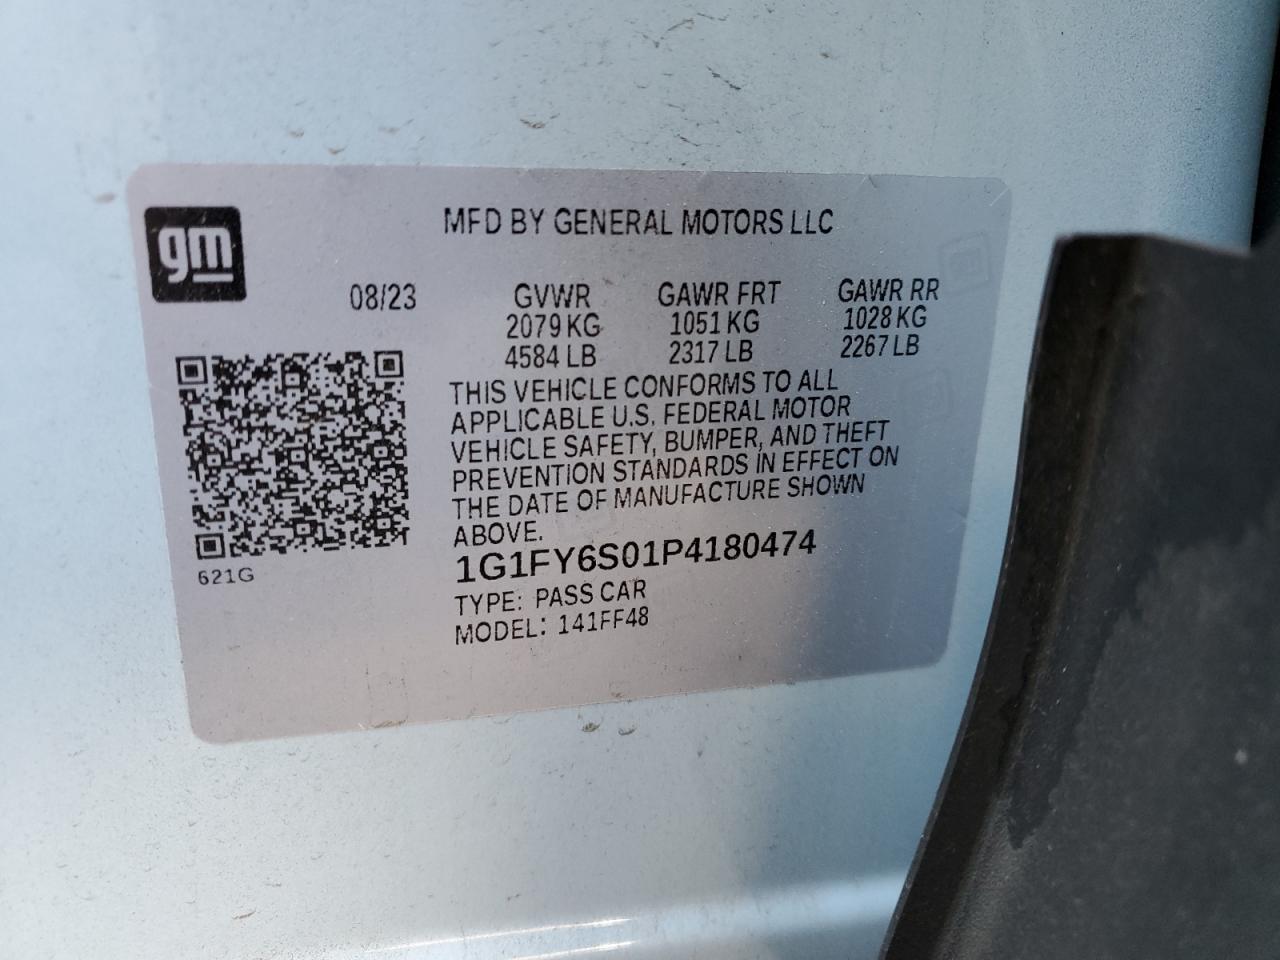 gm
MFD BY GENERAL MOTORS LLC
08/23 GVWR GAWR FRT GAWR RR
2079 KG 1051 KG 1028 KG
4584 LB 2317 LB 2267 LB
THIS VEHICLE CONFORMS TO ALL
APPLICABLE U.S. FEDERAL MOTOR
VEHICLE SAFETY, BUMPER, AND THEFT
PREVENTION STANDARDS IN EFFECT ON
THE DATE OF MANUFACTURE SHOWN
ABOVE.
1G1FY6S01P4180474
621G
TYPE: PASS CAR
MODEL: 141FF48